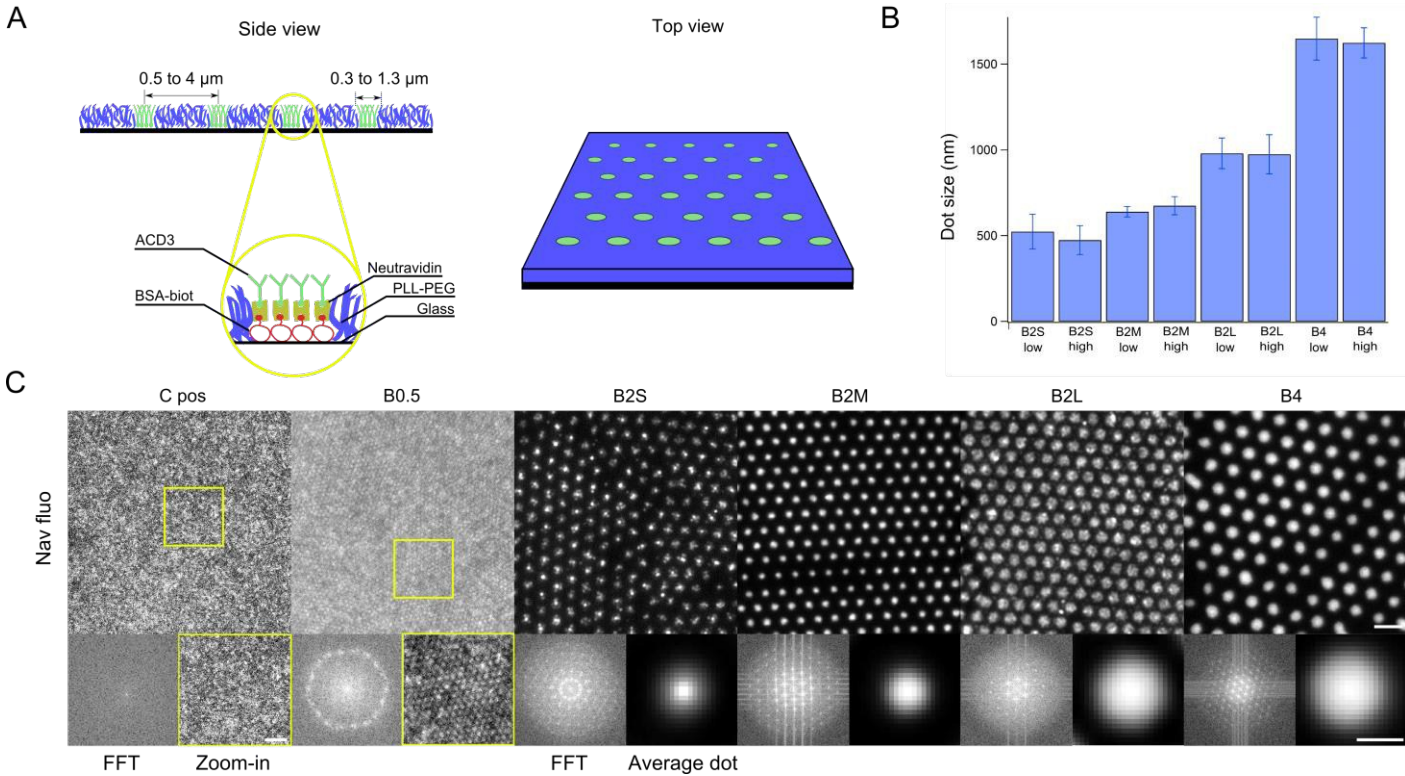 A
Side view
Top view
0.5 to 4 µm
0.3 to 1.3 µm
ACD3
BSA-biot
Neutravidin
PLL-PEG
Glass
B
Dot size (nm)
1500
1000
500
0
B2S low
B2S high
B2M low
B2M high
B2L low
B2L high
B4 low
B4 high
C
C pos
B0.5
B2S
B2M
B2L
B4
Nav fluo
FFT
Zoom-in
FFT
Average dot